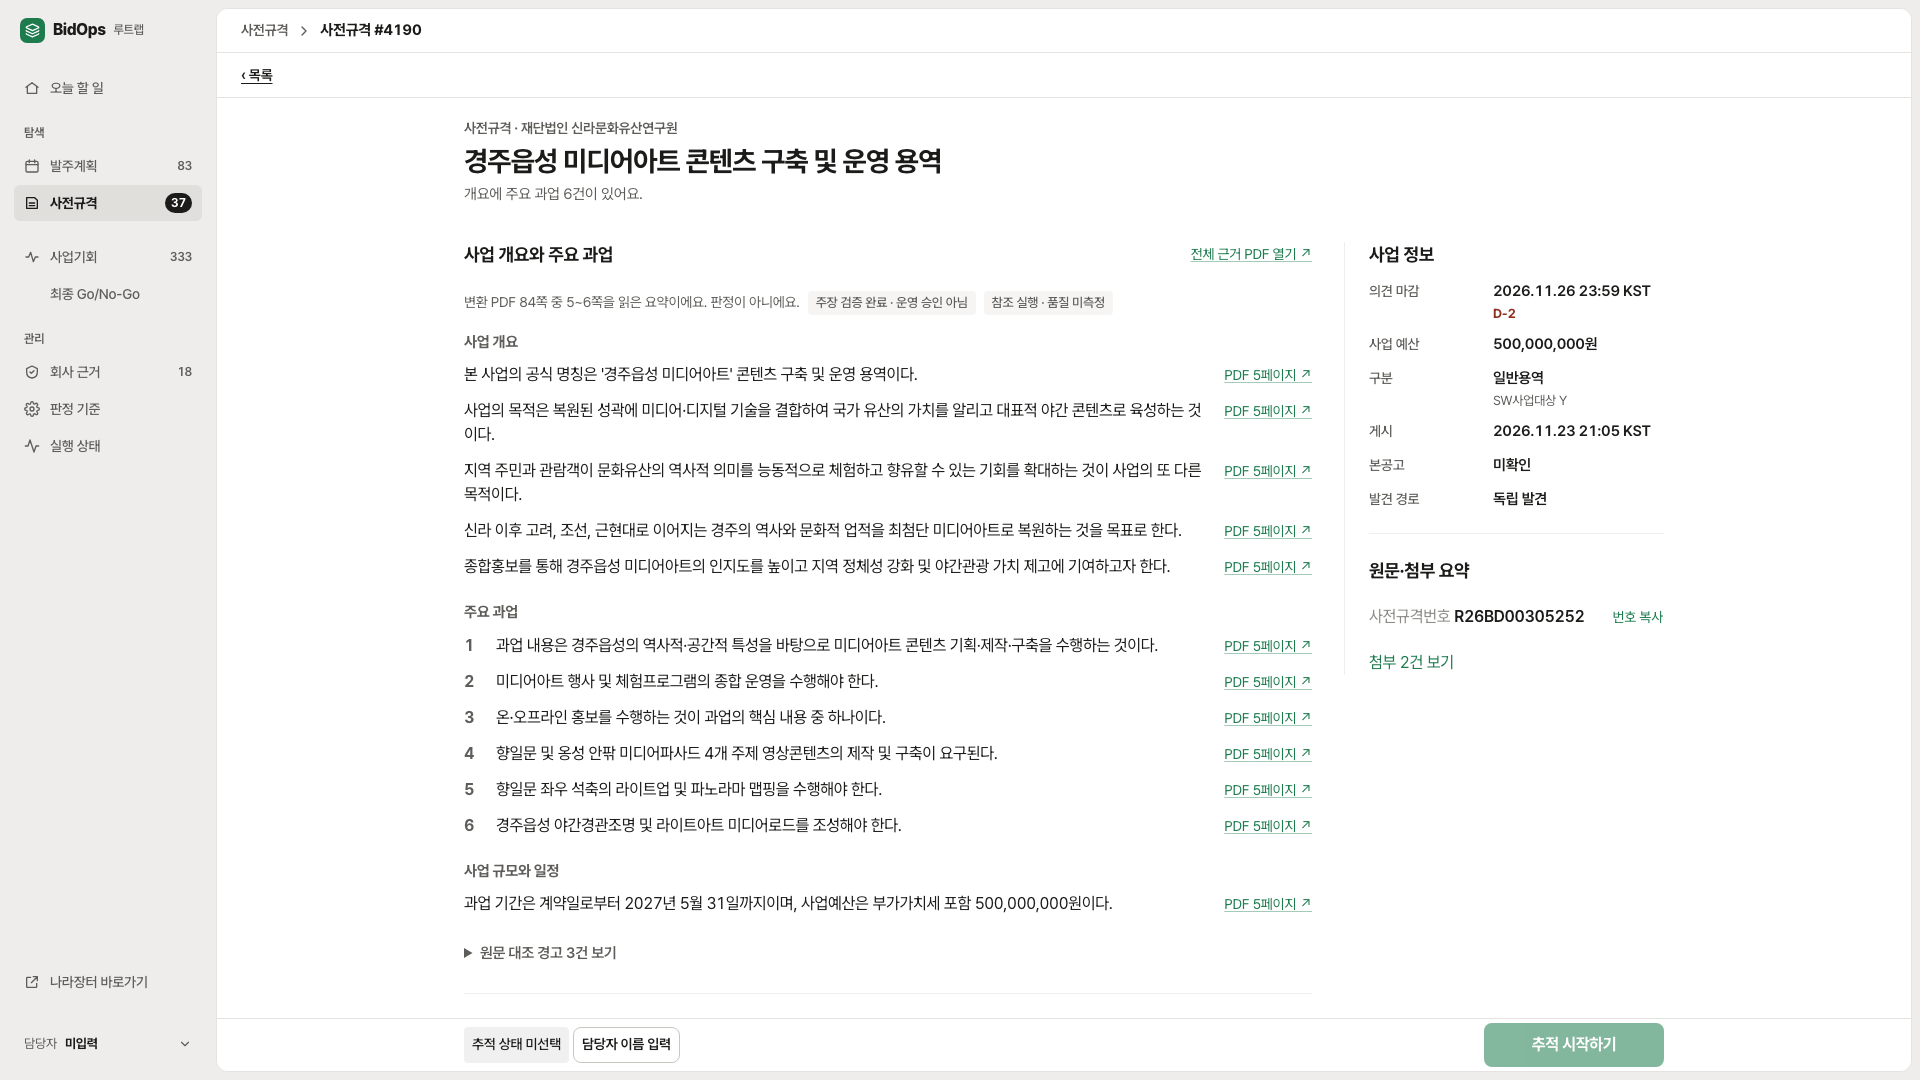 BidOps 루트랩
오늘 할 일
탐색
발주계획 83
사전규격 37
사업기회 333
최종 Go/No-Go
관리
회사 근거 18
판정 기준
실행 상태
나라장터 바로가기
담당자 미입력
사전규격 > 사전규격 #4190
‹ 목록
사전규격 · 재단법인 신라문화유산연구원
경주읍성 미디어아트 콘텐츠 구축 및 운영 용역
개요에 주요 과업 6건이 있어요.
사업 개요와 주요 과업 전체 근거 PDF 열기 ↗
변환 PDF 84쪽 중 5~6쪽을 읽은 요약이에요. 판정이 아니에요. 주장 검증 완료 · 운영 승인 아님 참조 실행 · 품질 미측정
사업 개요
본 사업의 공식 명칭은 '경주읍성 미디어아트' 콘텐츠 구축 및 운영 용역이다. PDF 5페이지 ↗
사업의 목적은 복원된 성곽에 미디어·디지털 기술을 결합하여 국가 유산의 가치를 알리고 대표적 야간 콘텐츠로 육성하는 것 PDF 5페이지 ↗
이다.
지역 주민과 관람객이 문화유산의 역사적 의미를 능동적으로 체험하고 향유할 수 있는 기회를 확대하는 것이 사업의 또 다른 PDF 5페이지 ↗
목적이다.
신라 이후 고려, 조선, 근현대로 이어지는 경주의 역사와 문화적 업적을 최첨단 미디어아트로 복원하는 것을 목표로 한다. PDF 5페이지 ↗
종합홍보를 통해 경주읍성 미디어아트의 인지도를 높이고 지역 정체성 강화 및 야간관광 가치 제고에 기여하고자 한다. PDF 5페이지 ↗
주요 과업
1 과업 내용은 경주읍성의 역사적·공간적 특성을 바탕으로 미디어아트 콘텐츠 기획·제작·구축을 수행하는 것이다. PDF 5페이지 ↗
2 미디어아트 행사 및 체험프로그램의 종합 운영을 수행해야 한다. PDF 5페이지 ↗
3 온·오프라인 홍보를 수행하는 것이 과업의 핵심 내용 중 하나이다. PDF 5페이지 ↗
4 향일문 및 옹성 안팎 미디어파사드 4개 주제 영상콘텐츠의 제작 및 구축이 요구된다. PDF 5페이지 ↗
5 향일문 좌우 석축의 라이트업 및 파노라마 맵핑을 수행해야 한다. PDF 5페이지 ↗
6 경주읍성 야간경관조명 및 라이트아트 미디어로드를 조성해야 한다. PDF 5페이지 ↗
사업 규모와 일정
과업 기간은 계약일로부터 2027년 5월 31일까지이며, 사업예산은 부가가치세 포함 500,000,000원이다. PDF 5페이지 ↗
▶ 원문 대조 경고 3건 보기
사업 정보
의견 마감 2026.11.26 23:59 KST
D-2
사업 예산 500,000,000원
구분 일반용역
SW사업대상 Y
게시 2026.11.23 21:05 KST
본공고 미확인
발견 경로 독립 발견
원문·첨부 요약
사전규격번호 R26BD00305252 번호 복사
첨부 2건 보기
추적 상태 미선택 담당자 이름 입력 추적 시작하기